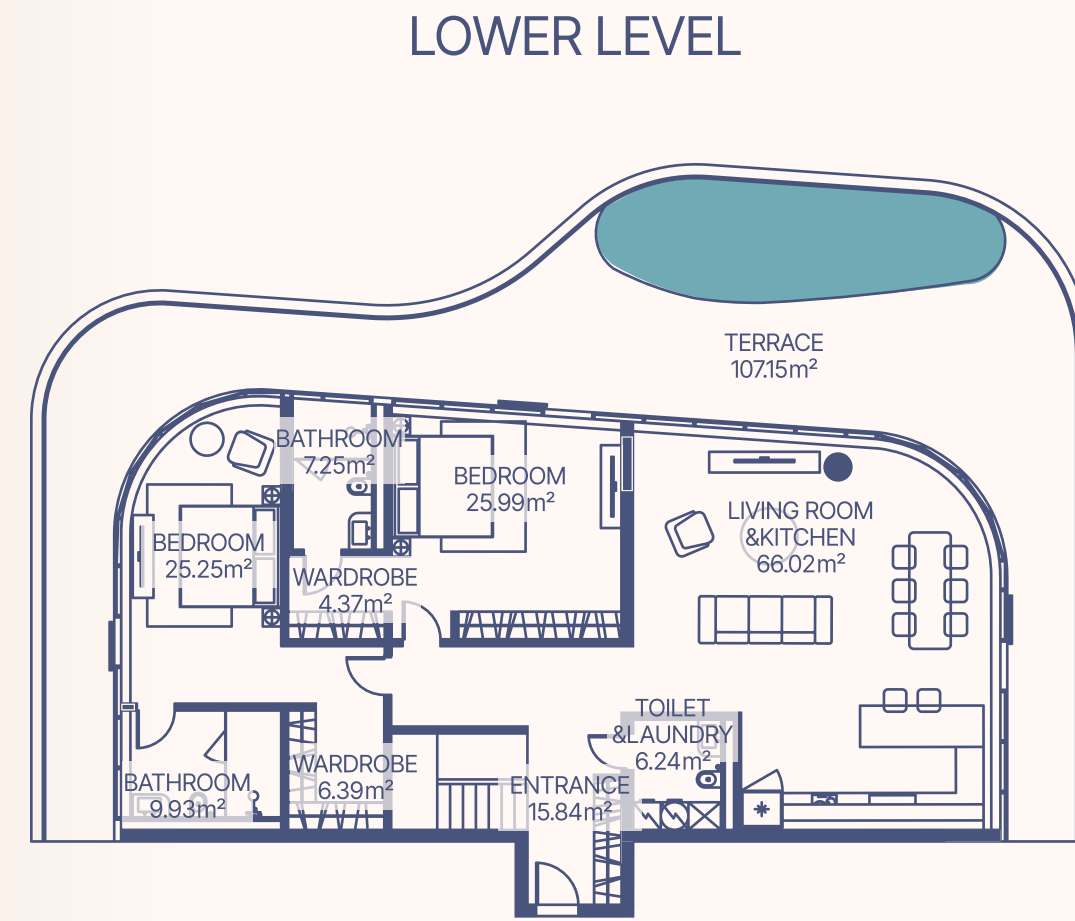 LOWER LEVEL
TERRACE
107.15m²
BATHROOM
7.25m²
BEDROOM
25.99m²
LIVING ROOM
&KITCHEN
66.02m²
BEDROOM
25.25m²
WARDROBE
4.37m²
TOILET
&LAUNDRY
6.24m²
WARDROBE
6.39m²
BATHROOM
9.93m²
ENTRANCE
15.84m²